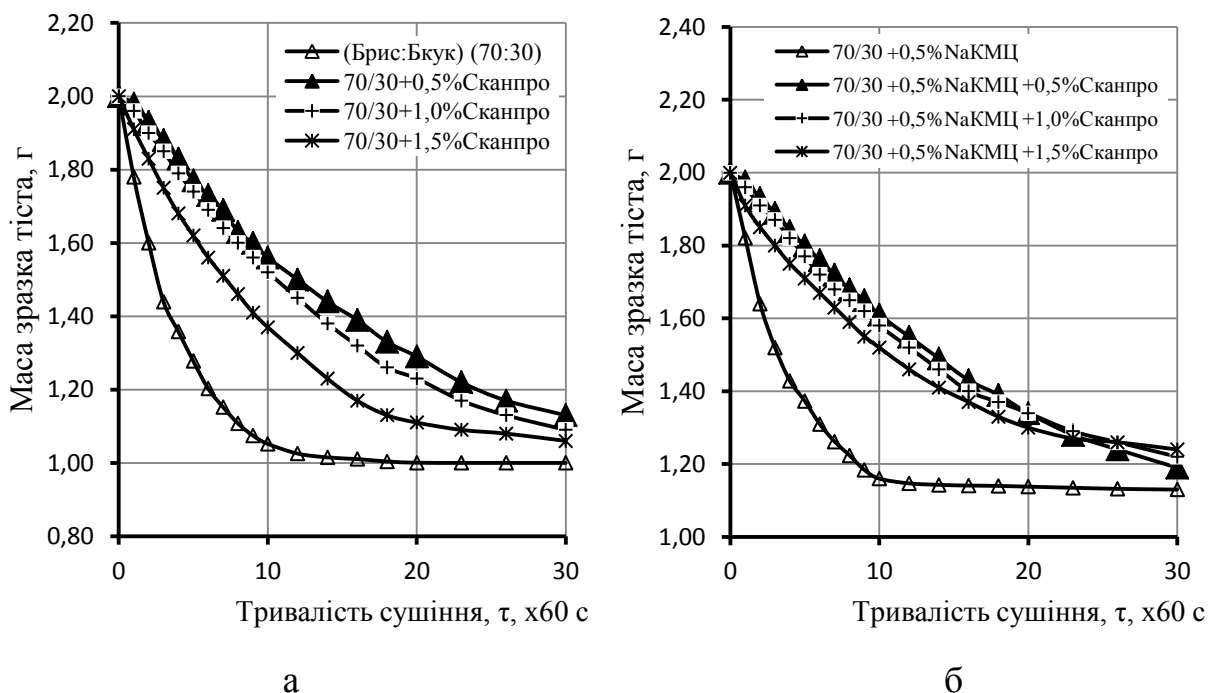 2,20
2,00
1,80
1,60
1,40
1,20
1,00
0,80
Маса зразка тіста, г
(Брис:Бкук) (70:30)
70/30+0,5%Сканпро
70/30+1,0%Сканпро
70/30+1,5%Сканпро
0 10 20 30
Тривалість сушіння, τ, х60 с
а
2,40
2,20
2,00
1,80
1,60
1,40
1,20
1,00
Маса зразка тіста, г
70/30 +0,5%NaКМЦ
70/30 +0,5%NaКМЦ +0,5%Сканпро
70/30 +0,5%NaКМЦ +1,0%Сканпро
70/30 +0,5%NaКМЦ +1,5%Сканпро
0 10 20 30
Тривалість сушіння, τ, х60 с
б